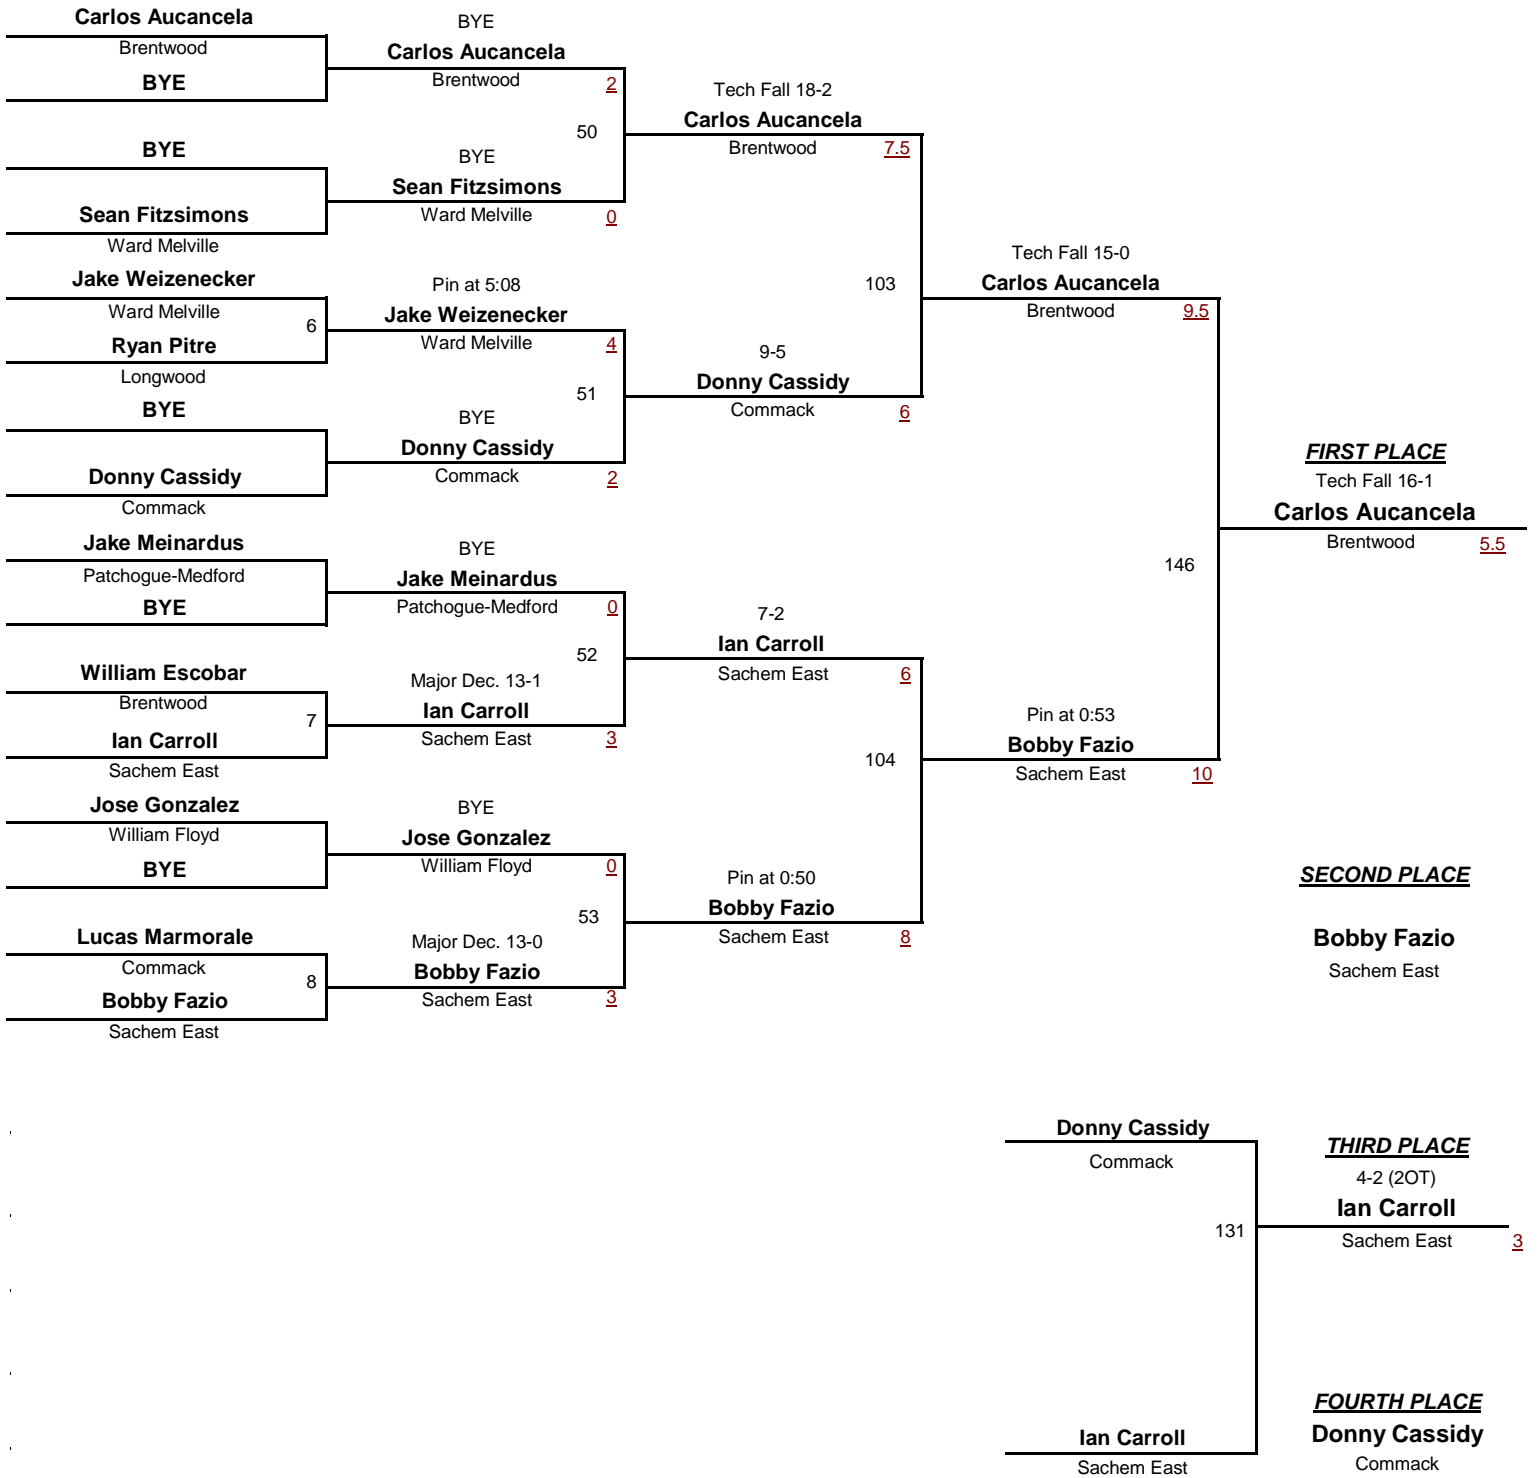 Carlos Aucancela
Brentwood
BYE
BYE
Sean Fitzsimons
Ward Melville
Jake Weizenecker
Ward Melville
6
Ryan Pitre
Longwood
BYE
Donny Cassidy
Commack
Jake Meinardus
Patchogue-Medford
BYE
William Escobar
Brentwood
7
Ian Carroll
Sachem East
Jose Gonzalez
William Floyd
BYE
Lucas Marmorale
Commack
8
Bobby Fazio
Sachem East
BYE
Carlos Aucancela
Brentwood
2
50
BYE
Sean Fitzsimons
Ward Melville
0
Pin at 5:08
Jake Weizenecker
Ward Melville
4
51
BYE
Donny Cassidy
Commack
2
BYE
Jake Meinardus
Patchogue-Medford
0
52
Major Dec. 13-1
Ian Carroll
Sachem East
3
BYE
Jose Gonzalez
William Floyd
0
53
Major Dec. 13-0
Bobby Fazio
Sachem East
3
Tech Fall 18-2
Carlos Aucancela
Brentwood
7.5
103
9-5
Donny Cassidy
Commack
6
7-2
Ian Carroll
Sachem East
6
104
Pin at 0:50
Bobby Fazio
Sachem East
8
Tech Fall 15-0
Carlos Aucancela
Brentwood
9.5
146
Pin at 0:53
Bobby Fazio
Sachem East
10
FIRST PLACE
Tech Fall 16-1
Carlos Aucancela
Brentwood
5.5
SECOND PLACE
Bobby Fazio
Sachem East
Donny Cassidy
Commack
131
Ian Carroll
Sachem East
THIRD PLACE
4-2 (2OT)
Ian Carroll
Sachem East
3
FOURTH PLACE
Donny Cassidy
Commack